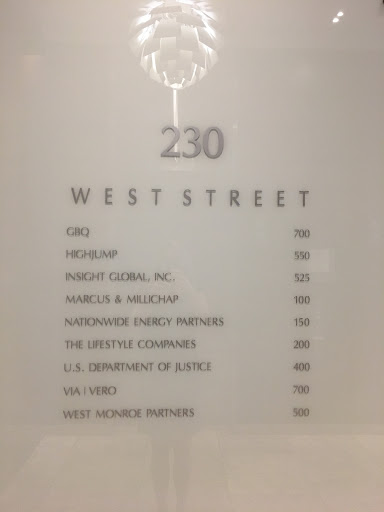 230
WEST STREET
GBQ 700
HIGHJUMP 550
INSIGHT GLOBAL, INC. 525
MARCUS & MILLICHAP 100
NATIONWIDE ENERGY PARTNERS 150
THE LIFESTYLE COMPANIES 200
U.S. DEPARTMENT OF JUSTICE 400
VIA | VERO 700
WEST MONROE PARTNERS 500